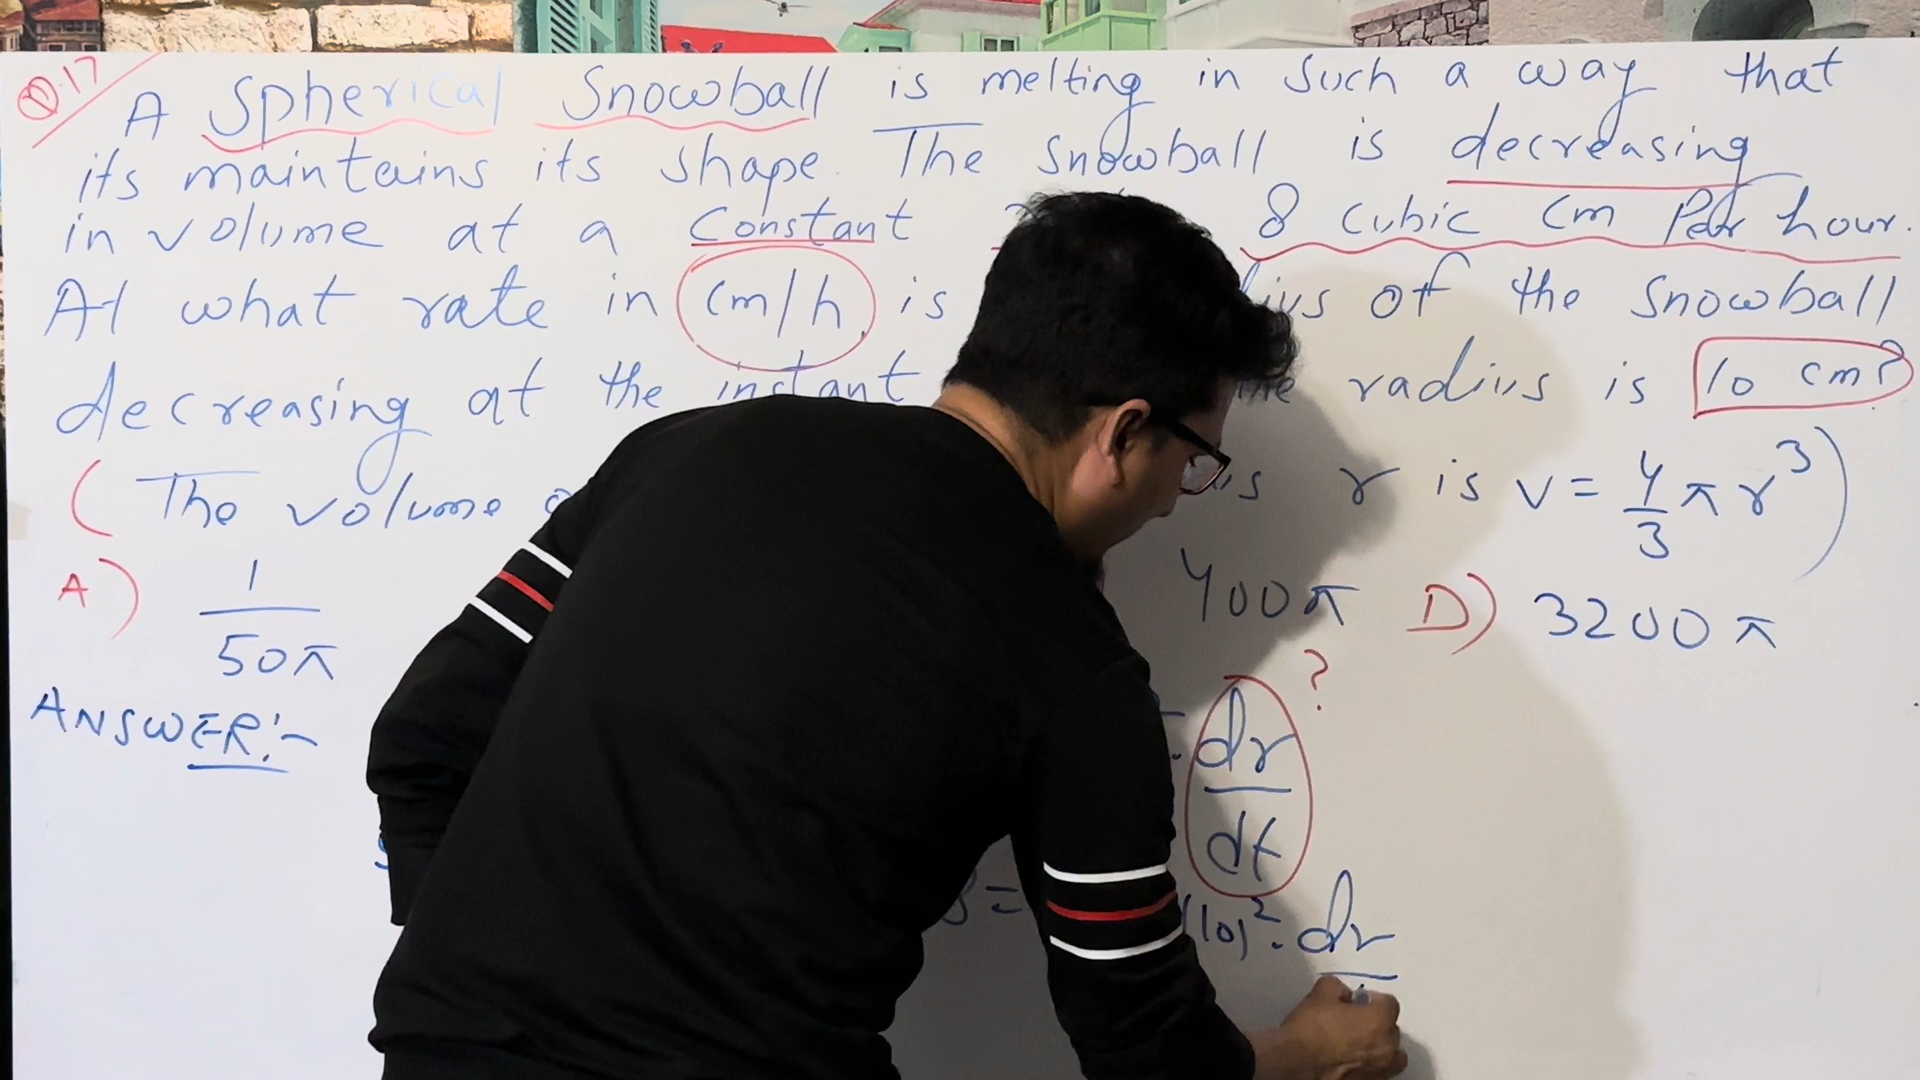 Q.17
A Spherical Snowball is melting in such a way that
its maintains its shape. The snowball is decreasing
in volume at a constant 8 cubic cm Per hour.
At what rate in cm/h is of the snowball
decreasing at the instant radius is 10 cm?
( The volume r is v = 4/3 π r³ )
A) 1/50π 400π D) 3200π
ANSWER:-
dr/dt ?
(10)² · dr